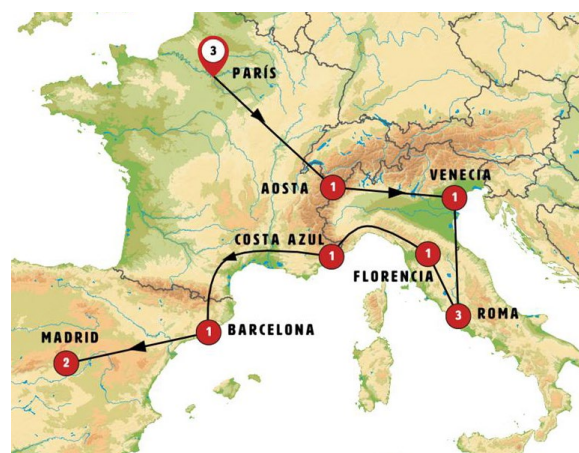 3
PARÍS
AOSTA
1
VENECIA
1
COSTA AZUL
1
FLORENCIA
1
3
ROMA
MADRID
2
1
BARCELONA